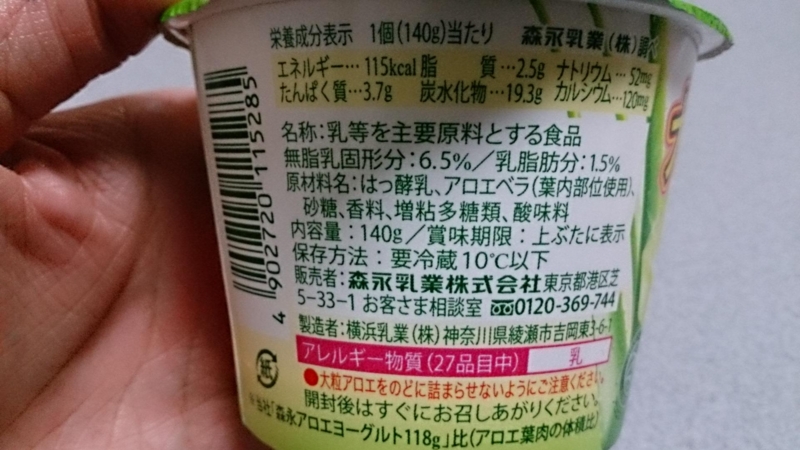 栄養成分表示 1個(140g)当たり 森永乳業(株)調べ
エネルギー…115kcal 脂 質…2.5g ナトリウム…52mg
たんぱく質…3.7g 炭水化物…19.3g カルシウム…120mg
名称:乳等を主要原料とする食品
無脂乳固形分:6.5%/乳脂肪分:1.5%
原材料名:はっ酵乳、アロエベラ(葉内部位使用)、
砂糖、香料、増粘多糖類、酸味料
内容量:140g/賞味期限:上ぶたに表示
保存方法:要冷蔵10℃以下
販売者:森永乳業株式会社東京都港区芝
5-33-1 お客さま相談室 0120-369-744
製造者:横浜乳業(株)神奈川県綾瀬市吉岡東3-6-1
アレルギー物質(27品目中) 乳
●大粒アロエをのどに詰まらせないようにご注意ください。
開封後はすぐにお召しあがりください。
※当社「森永アロエヨーグルト118g」比(アロエ葉肉の体積比)
紙
4 902720 115285